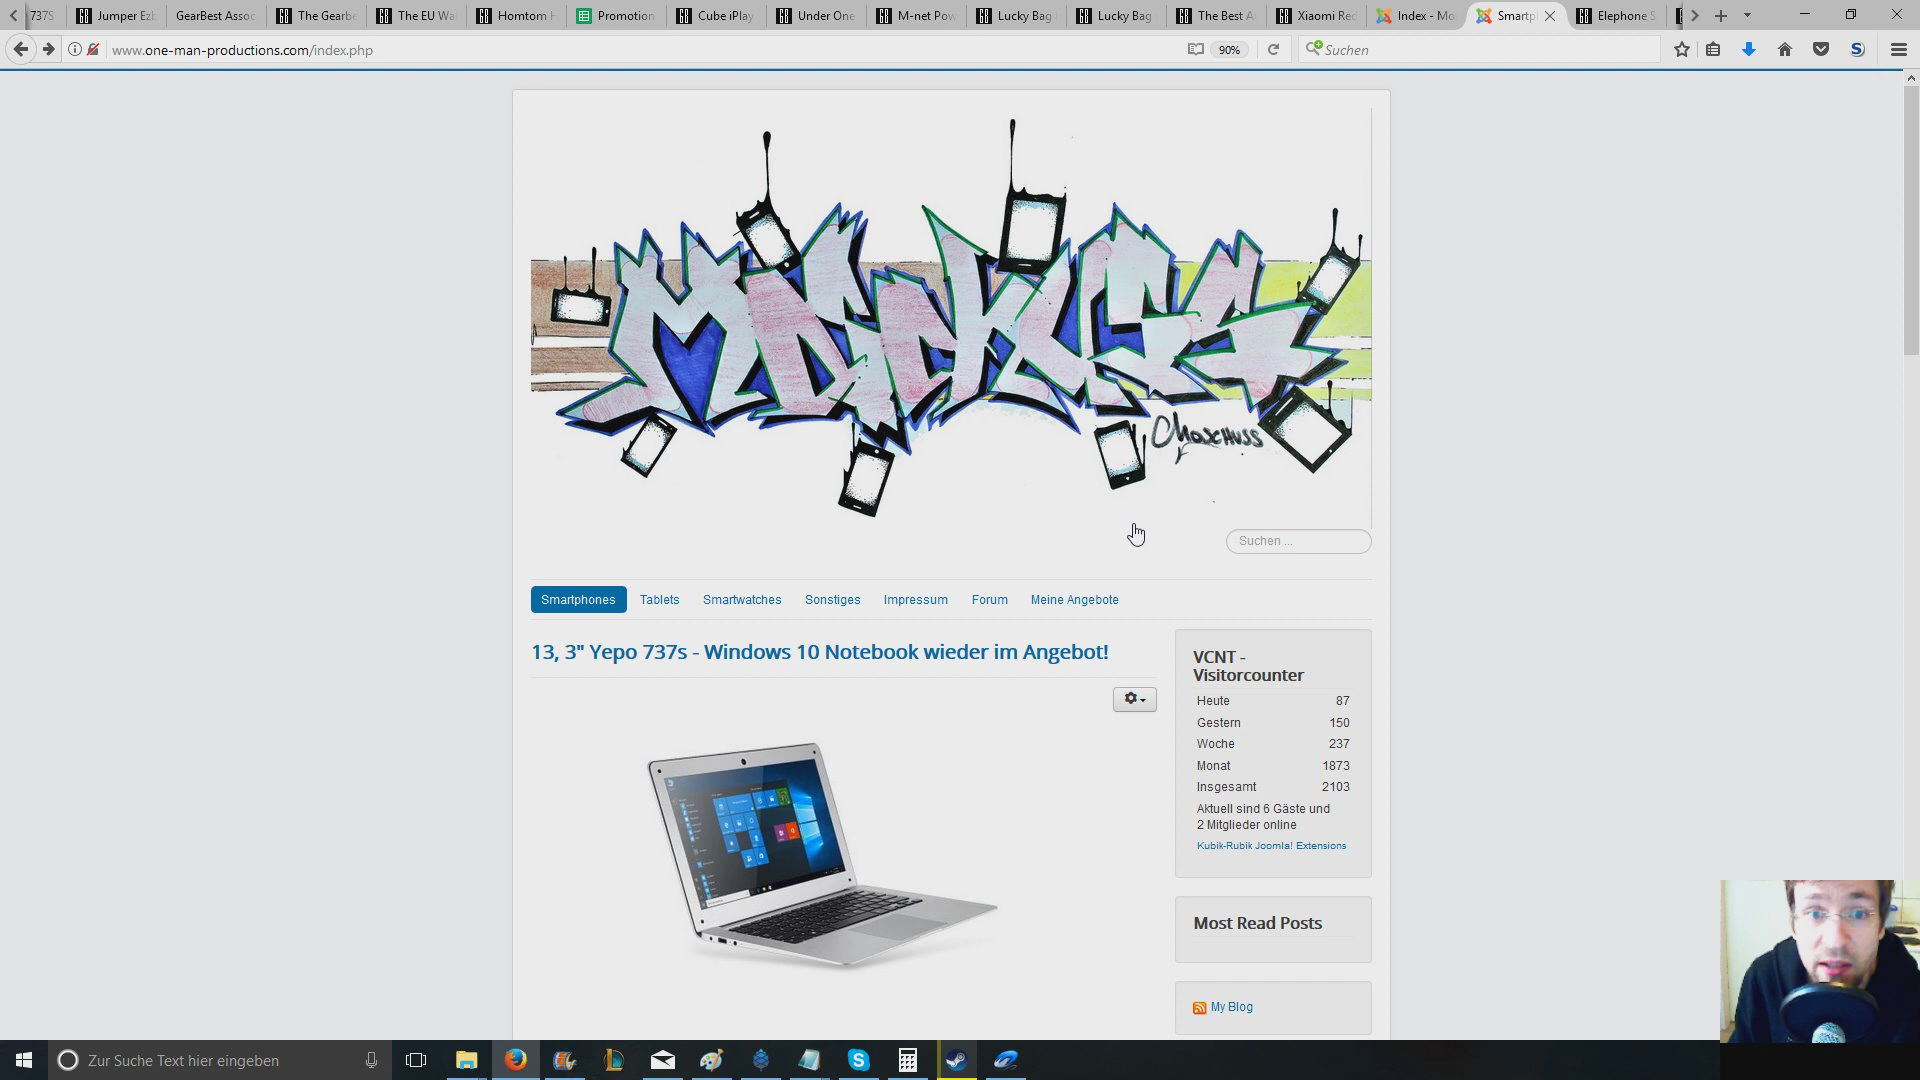 737S
Jumper Ezb
GearBest Assoc
The Gearbe
The EU Wa
Homtom H
Promotion
Cube iPlay
Under One
M-net Pow
Lucky Bag
Lucky Bag
The Best A
Xiaomi Red
Index - Mo
Smartp
Elephone S
www.one-man-productions.com/index.php
90%
Suchen
Moschuss
Suchen ...
Smartphones Tablets Smartwatches Sonstiges Impressum Forum Meine Angebote
13, 3" Yepo 737s - Windows 10 Notebook wieder im Angebot!
VCNT -
Visitorcounter
Heute 87
Gestern 150
Woche 237
Monat 1873
Insgesamt 2103
Aktuell sind 6 Gäste und
2 Mitglieder online
Kubik-Rubik Joomla! Extensions
Most Read Posts
My Blog
Zur Suche Text hier eingeben